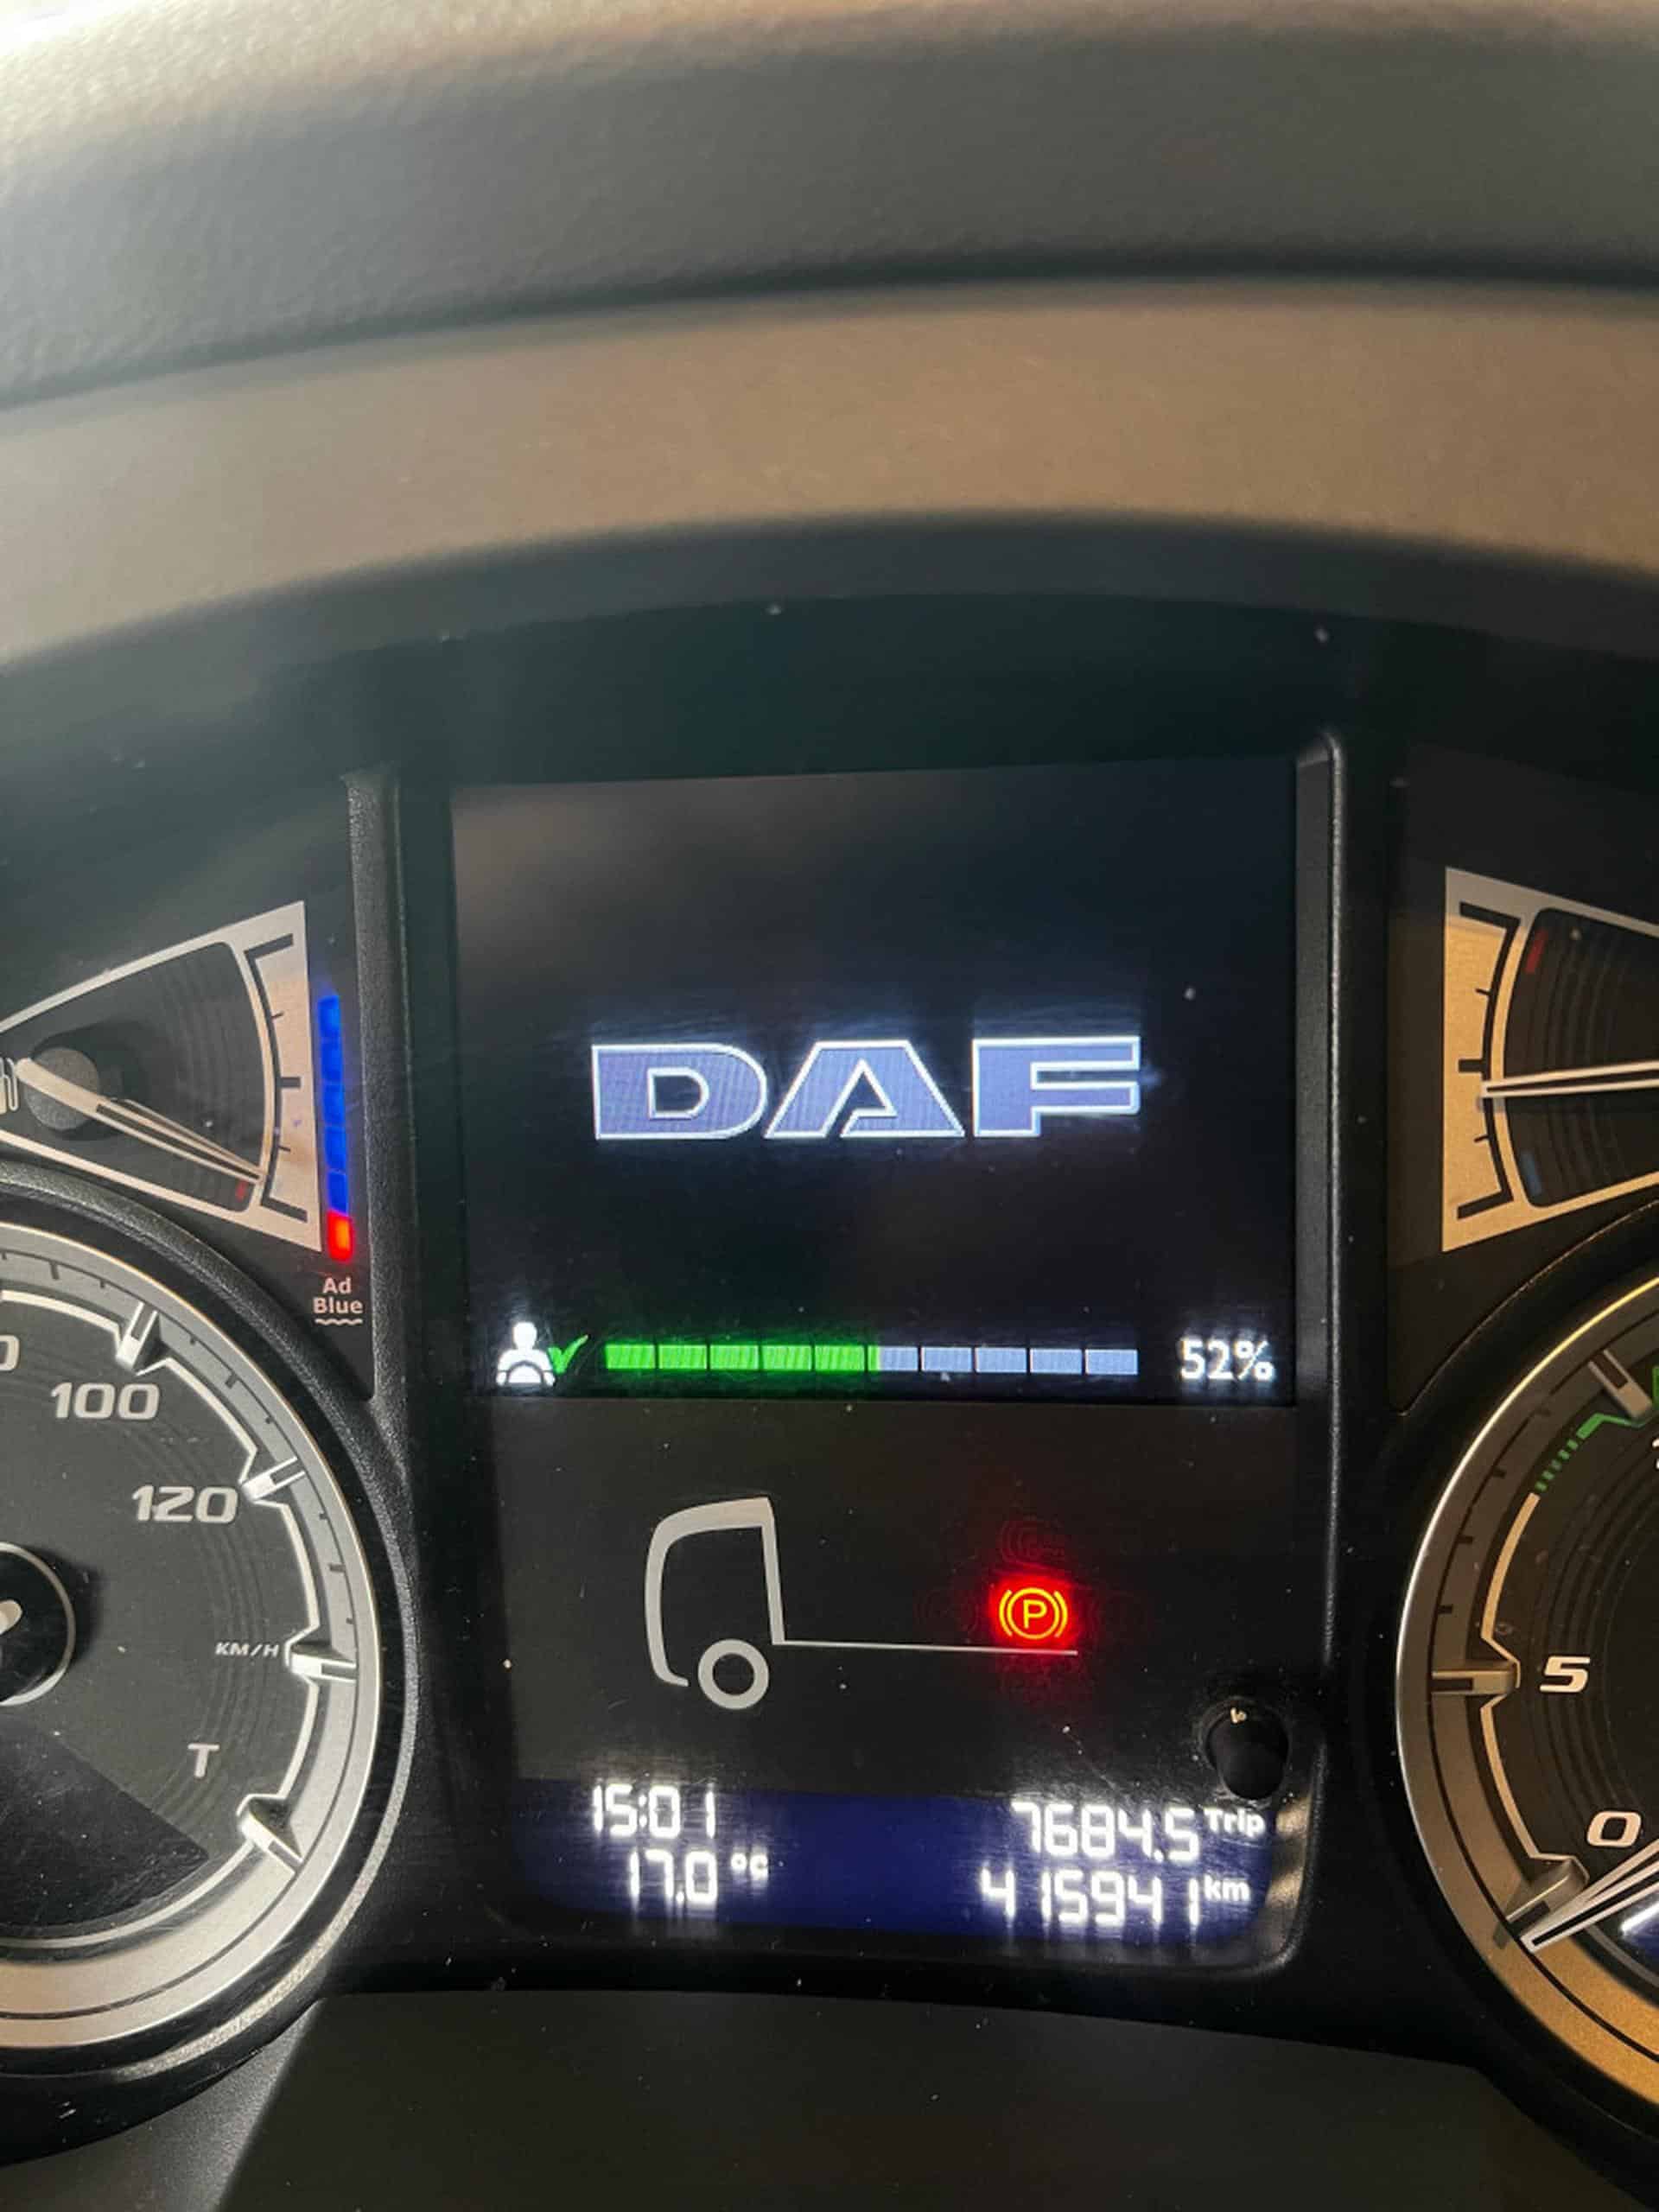 DAF
Ad
Blue
52%
100
120
KM/H
T
P
5
0
15:01
7684.5 Trip
17.0 °C
415941 km